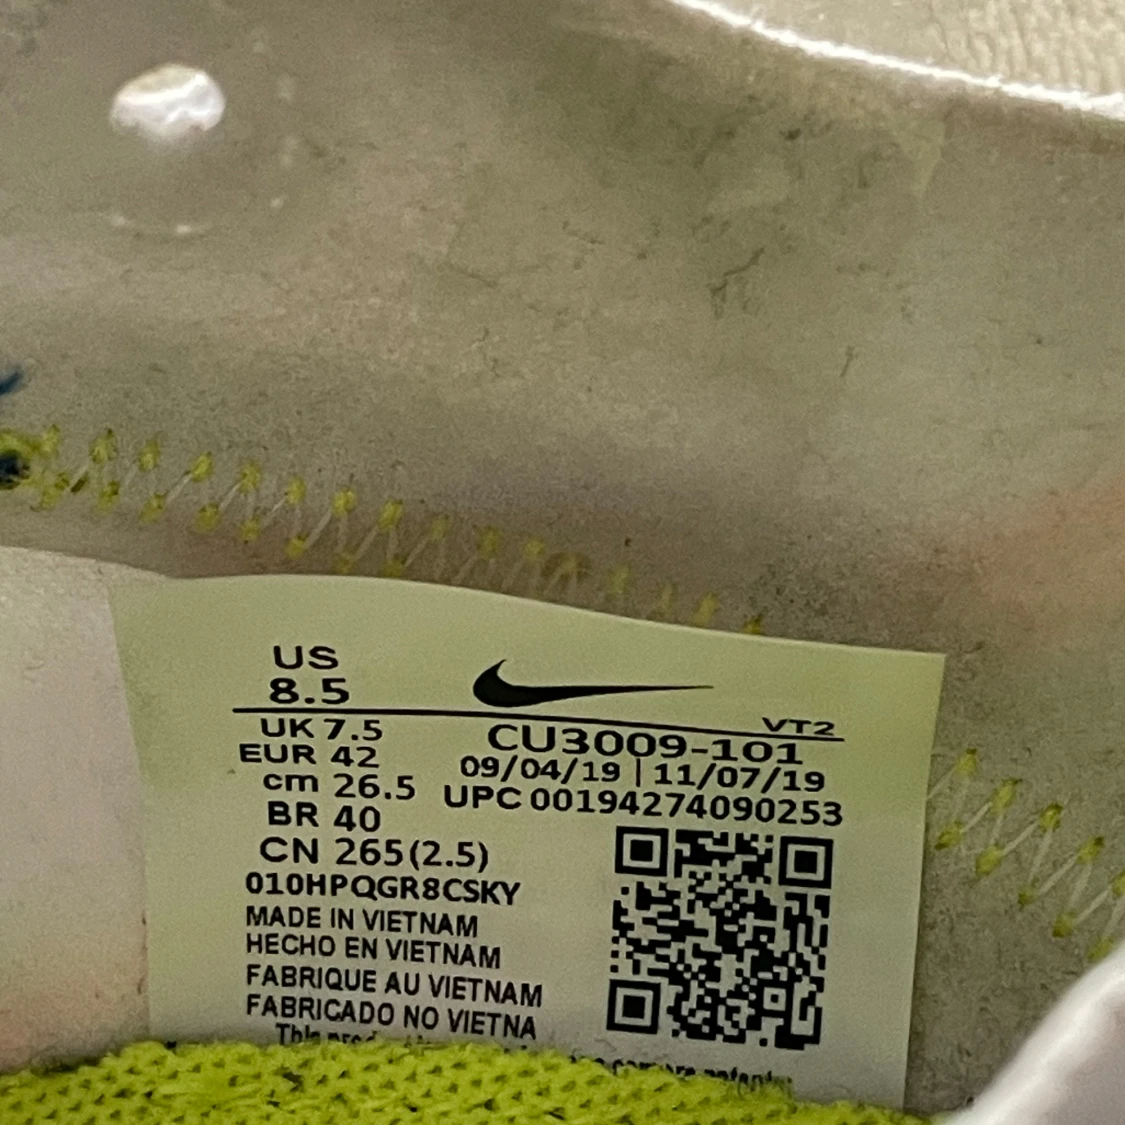 US
8.5
VT2
UK 7.5
CU3009-101
EUR 42
09/04/19 | 11/07/19
cm 26.5
UPC 00194274090253
BR 40
CN 265(2.5)
010HPQGR8CSKY
MADE IN VIETNAM
HECHO EN VIETNAM
FABRIQUE AU VIETNAM
FABRICADO NO VIETNA
This